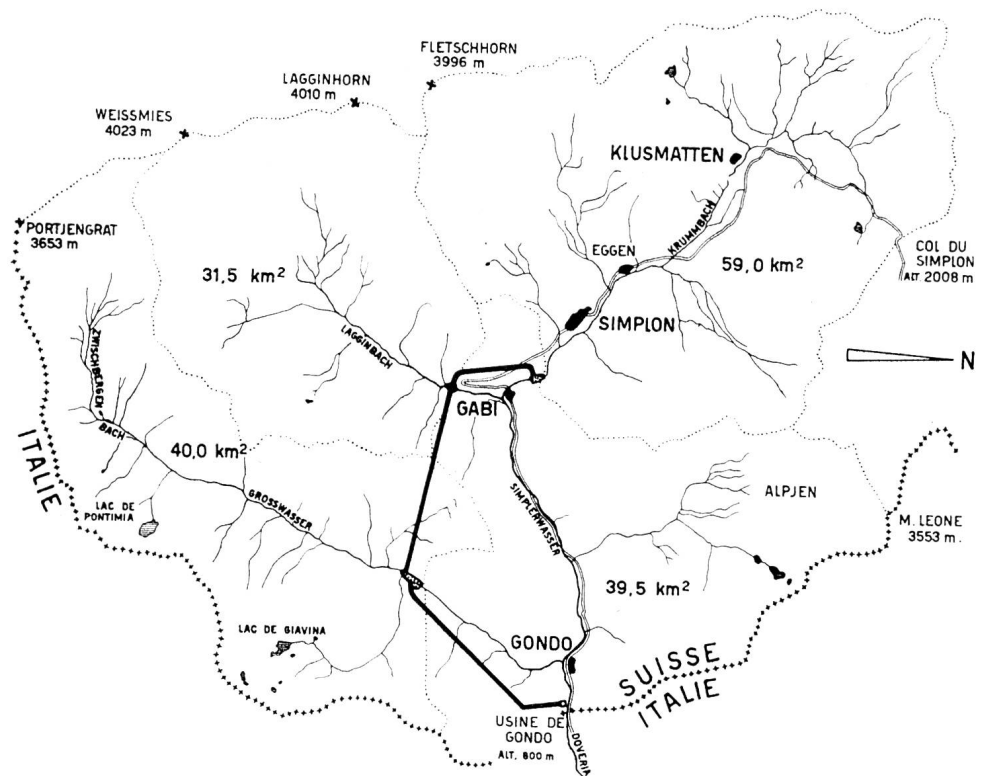 FLETSCHHORN
3996 m
LAGGINHORN
4010 m
WEISSMIES
4023 m
KLUSMATTEN
PORTJENGRAT
3653 m
KRUMMBACH
EGGEN
COL DU
SIMPLON
ALT. 2008 m
31,5 km²
59,0 km²
SIMPLON
LAGGINBACH
ZWISCHBERGEN
BACH
N
GABI
ITALIE
40,0 km²
GROSSWASSER
SIMPLERWASSER
ALPJEN
LAC DE
PONTIMIA
M. LEONE
3553 m.
39,5 km²
LAC DE GIAVINA
GONDO
SUISSE
ITALIE
USINE DE
GONDO
ALT. 800 m
DOVERIA